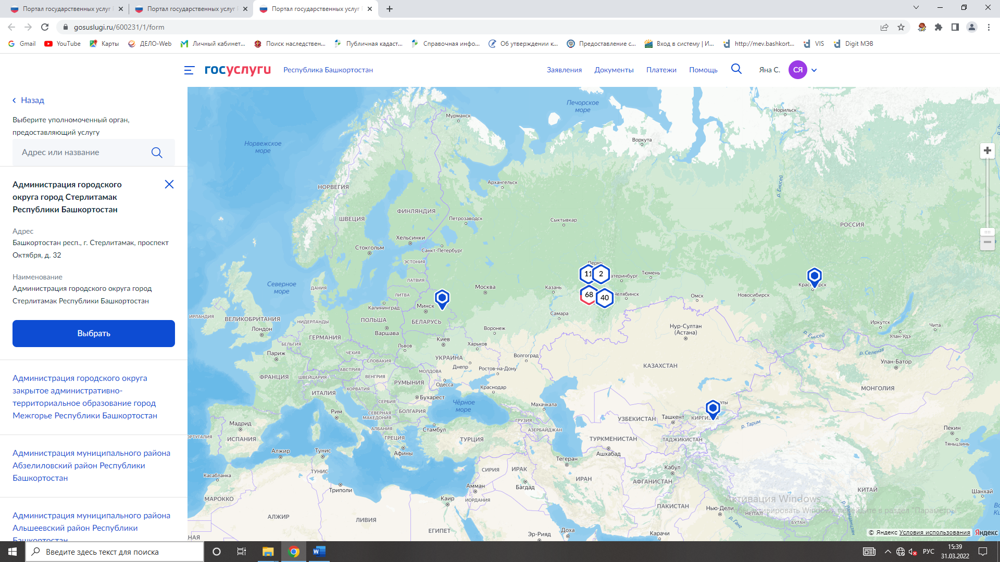 Портал государственных услуг
Портал государственных услуг
Портал государственных услуг
gosuslugi.ru/600231/1/form
Gmail
YouTube
Карты
ДЕЛО-Web
Личный кабинет...
Поиск наследствен...
Публичная кадаст...
Справочная инфо...
Об утверждении к...
Предоставление с...
Вход в систему | И...
http://mev.bashkort...
VIS
Digit МЭВ
госуслуги
Республика Башкортостан
Заявления
Документы
Платежи
Помощь
Яна С.
СЯ
Назад
Выберите уполномоченный орган,
предоставляющий услугу
Адрес или название
Администрация городского
округа город Стерлитамак
Республики Башкортостан
Адрес
Башкортостан респ., г. Стерлитамак, проспект
Октября, д. 32
Наименование
Администрация городского округа город
Стерлитамак Республики Башкортостан
Выбрать
Администрация городского округа
закрытое административно-
территориальное образование город
Межгорье Республики Башкортостан
Администрация муниципального района
Абзелиловский район Республики
Башкортостан
Администрация муниципального района
Альшеевский район Республики
Башкортостан
Печорское
море
Мурманск
Норильск
Воркута
Норвежское
море
НОРВЕГИЯ
Архангельск
р. Енисей
ШВЕЦИЯ
ФИНЛЯНДИЯ
Петрозаводск
Сыктывкар
РОССИЯ
Хельсинки
Стокгольм
Санкт-Петербург
ЭСТОНИЯ
Пермь
11
2
атеринбург
Тюмень
ЛАТВИЯ
Северное
море
ДАНИЯ
Москва
Казань
68
40
Челябинск
Красноярск
Омск
Новосибирск
ЛИТВА
Калининград
Минск
ИРЛАНДИЯ
ВЕЛИКОБРИТАНИЯ
НИДЕРЛАНДЫ
ПОЛЬША
БЕЛАРУСЬ
Самара
Лондон
Варшава
Воронеж
Нур-Султан
(Астана)
Иркутск
Чита
Улан-Удэ
р. Енисей
р. Селенга
ГЕРМАНИЯ
БЕЛЬГИЯ
Киев
Харьков
Львов
Париж
ЧЕХИЯ
СЛОВАКИЯ
УКРАИНА
Волгоград
Улан-Батор
Днепр
Ростов-на-Дону
КАЗАХСТАН
АВСТРИЯ
МОЛДОВА
ФРАНЦИЯ
ШВЕЙЦАРИЯ
ВЕНГРИЯ
РУМЫНИЯ
Одесса
Краснодар
МОНГОЛИЯ
ХОРВАТИЯ
ИТАЛИЯ
Бухарест
СЕРБИЯ
Чёрное
море
Махачкала
аты
Рим
СЕВЕРНАЯ
МАКЕДОНИЯ
БОЛГАРИЯ
ГРУЗИЯ
УЗБЕКИСТАН
Ташкент
КИРГИЗИЯ
р. Тарим
Мадрид
АЛБАНИЯ
Стамбул
АЗЕРБАЙДЖАН
Пекин
ОРТУГАЛИЯ
ИСПАНИЯ
ГРЕЦИЯ
ТУРЦИЯ
ТУРКМЕНИСТАН
ТАДЖИКИСТАН
Тяньцзинь
Алжир
Тунис
Афины
Ашхабад
Тегеран
ТУНИС
СИРИЯ
ИРАК
Кабул
Касабланка
ИРАН
АФГАНИСТАН
Триполи
Амман
Багдад
КИТАЙ
Шанхай
МАРОККО
Каир
ИОРДАНИЯ
Активация Windows
ПАКИСТАН
Нью-Дели
НЕПАЛ
АЛЖИР
ЛИВИЯ
р. Ганг
БУТАН
ЕГИПЕТ
Эр-Рияд
Доха
Карачи
© Яндекс Условия использования
Яндекс
Введите здесь текст для поиска
РУС
15:39
31.03.2022